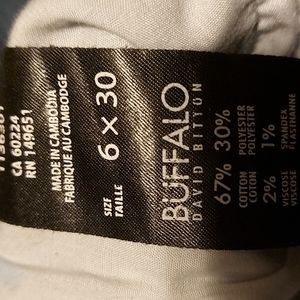 CA 60224
RN 149651
MADE IN CAMBODIA
FABRIQUE AU CAMBODGE
SIZE
TAILLE
6 X 30
BUFFALO
DAVID BITTON
67% 30%
COTTON POLYESTER
COTON POLYESTER
2% 1%
VISCOSE SPANDEX
VISCOSE ÉLASTHANNE